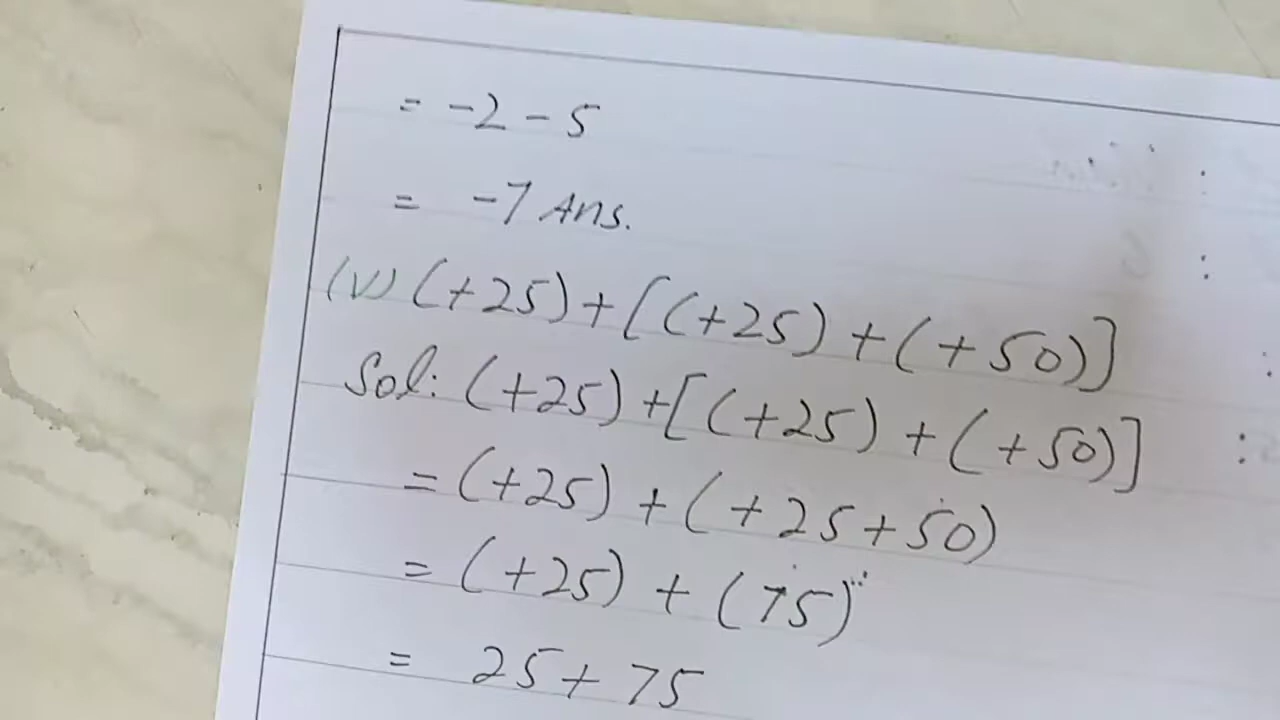 = -2 - 5
= -7 Ans.
(V) (+25) + [(+25) + (+50)]
Sol: (+25) + [(+25) + (+50)]
= (+25) + (+25+50)
= (+25) + (75)
= 25 + 75